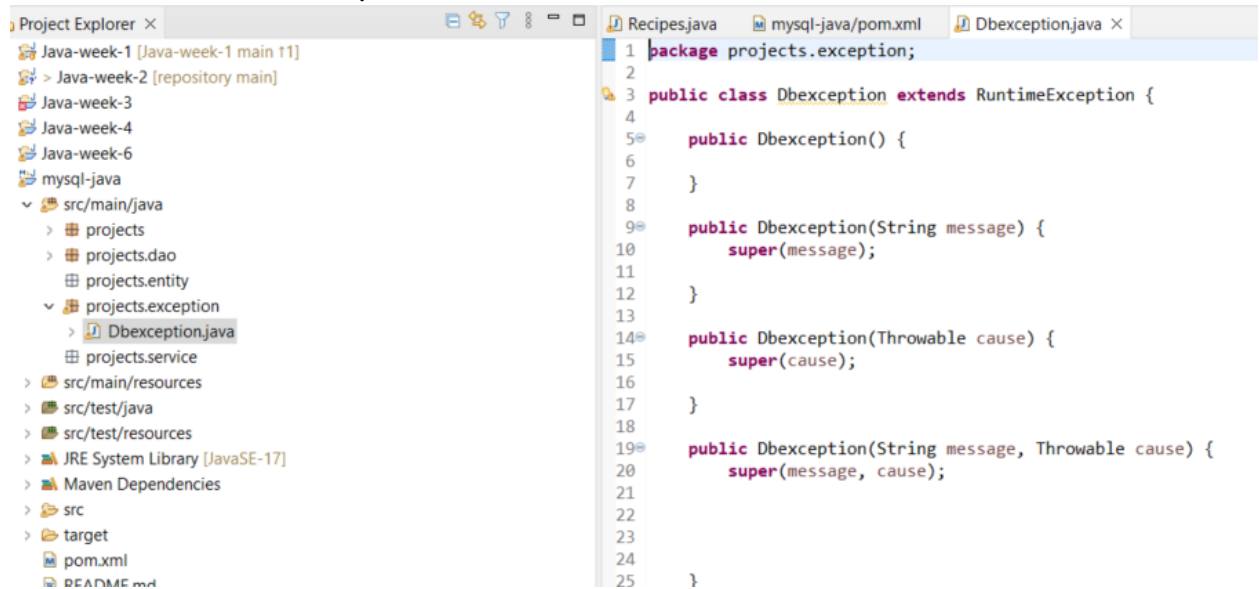 Project Explorer ×
Java-week-1 [Java-week-1 main ↑1]
> Java-week-2 [repository main]
Java-week-3
Java-week-4
Java-week-6
mysql-java
src/main/java
projects
projects.dao
projects.entity
projects.exception
Dbexception.java
projects.service
src/main/resources
src/test/java
src/test/resources
JRE System Library [JavaSE-17]
Maven Dependencies
src
target
pom.xml
README.md
Recipes.java mysql-java/pom.xml Dbexception.java ×
1 package projects.exception;
2
3 public class Dbexception extends RuntimeException {
4
5 public Dbexception() {
6
7 }
8
9 public Dbexception(String message) {
10 super(message);
11
12 }
13
14 public Dbexception(Throwable cause) {
15 super(cause);
16
17 }
18
19 public Dbexception(String message, Throwable cause) {
20 super(message, cause);
21
22
23
24
25 }